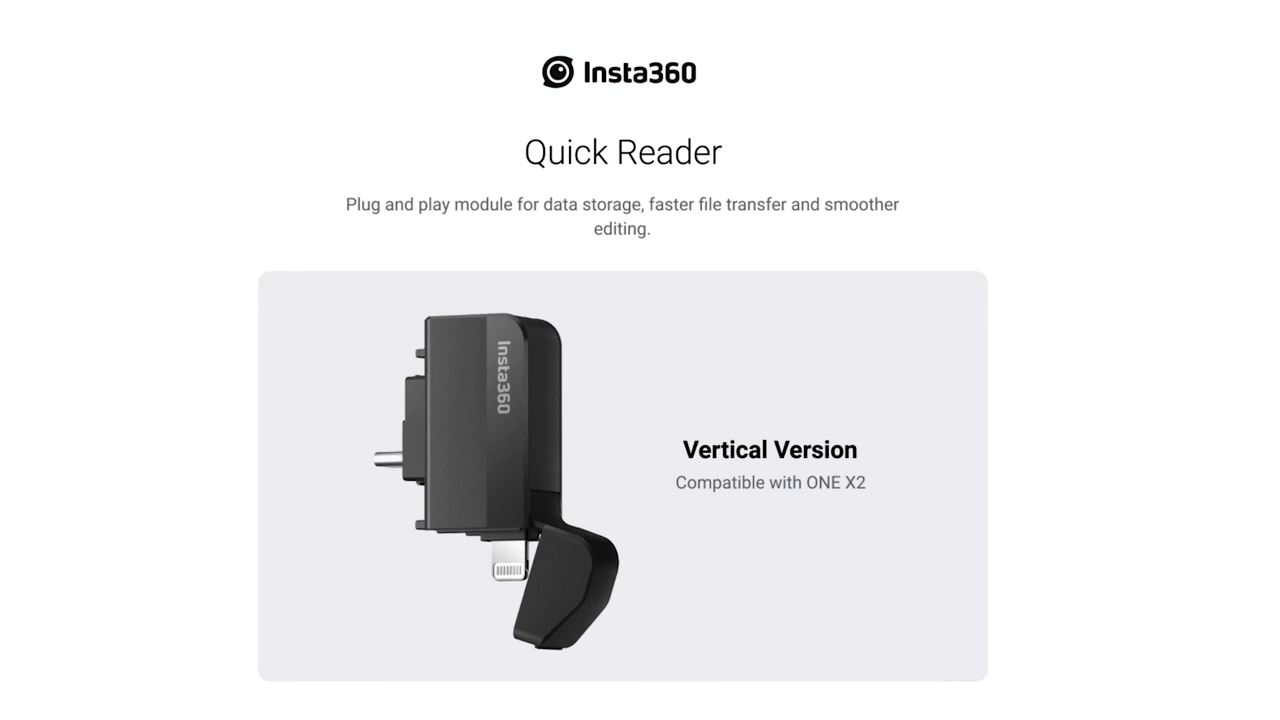 Insta360
Quick Reader
Plug and play module for data storage, faster file transfer and smoother
editing.
Insta360
Vertical Version
Compatible with ONE X2